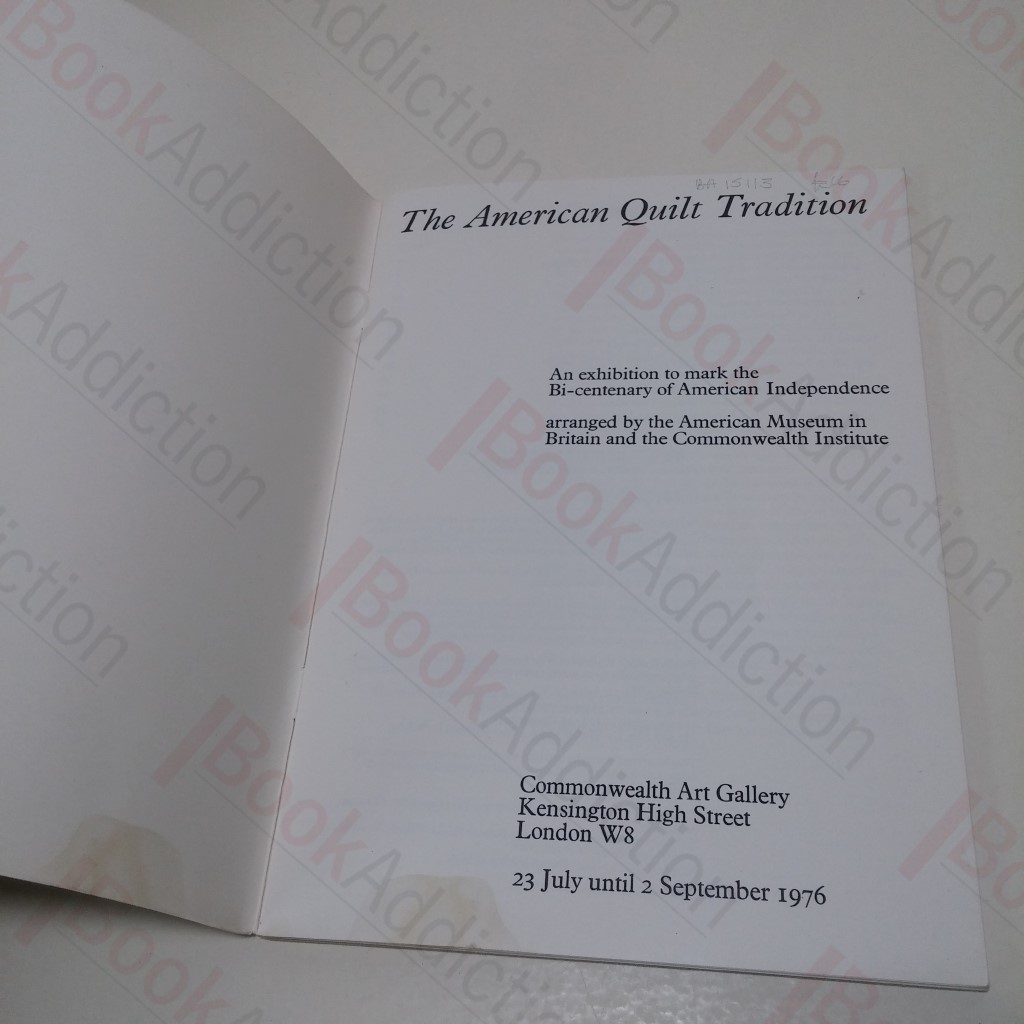 BA 15113 £16
The American Quilt Tradition
An exhibition to mark the
Bi-centenary of American Independence
arranged by the American Museum in
Britain and the Commonwealth Institute
Commonwealth Art Gallery
Kensington High Street
London W8
23 July until 2 September 1976
BookAddiction